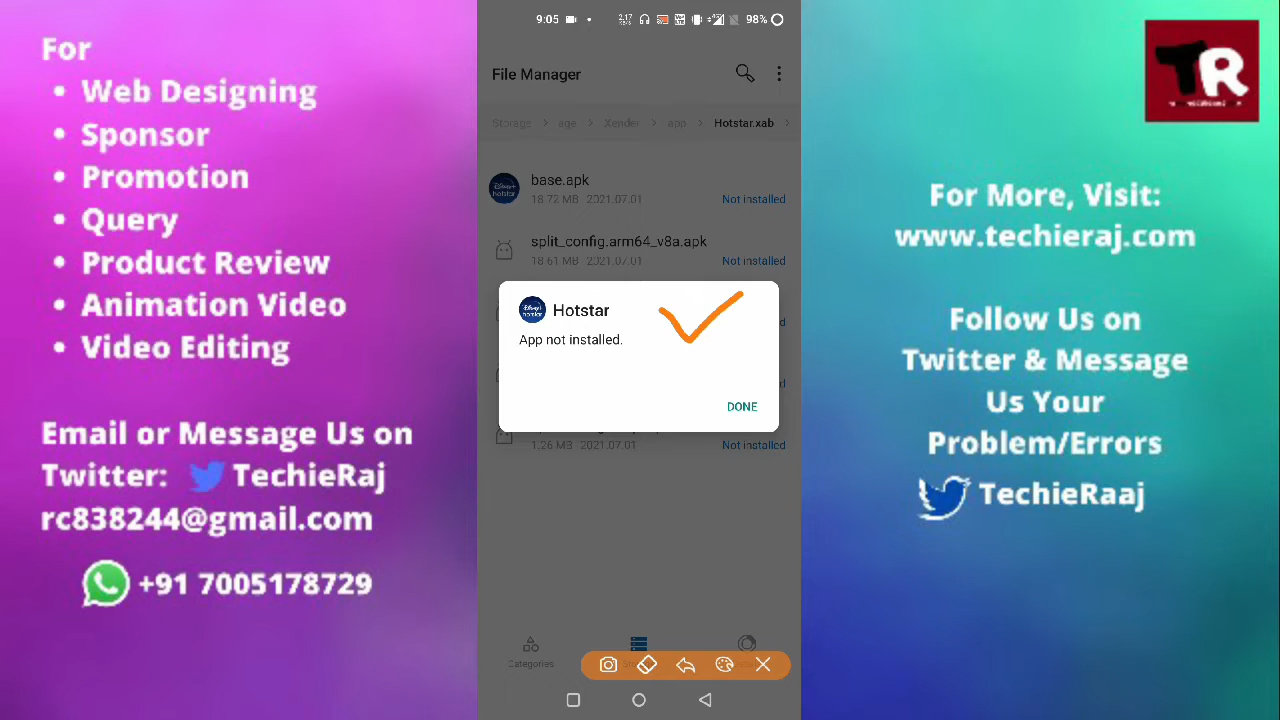 For
Web Designing
Sponsor
Promotion
Query
Product Review
Animation Video
Video Editing
Email or Message Us on
Twitter: TechieRaj
rc838244@gmail.com
+91 7005178729
9:05
98%
File Manager
Storage > age > Xender > app > Hotstar.xab >
base.apk
18.72 MB 2021.07.01 Not installed
split_config.arm64_v8a.apk
18.61 MB 2021.07.01 Not installed
Hotstar
App not installed.
DONE
1.26 MB 2021.07.01 Not installed
Categories
TR
For More, Visit:
www.techieraj.com
Follow Us on
Twitter & Message
Us Your
Problem/Errors
TechieRaaj